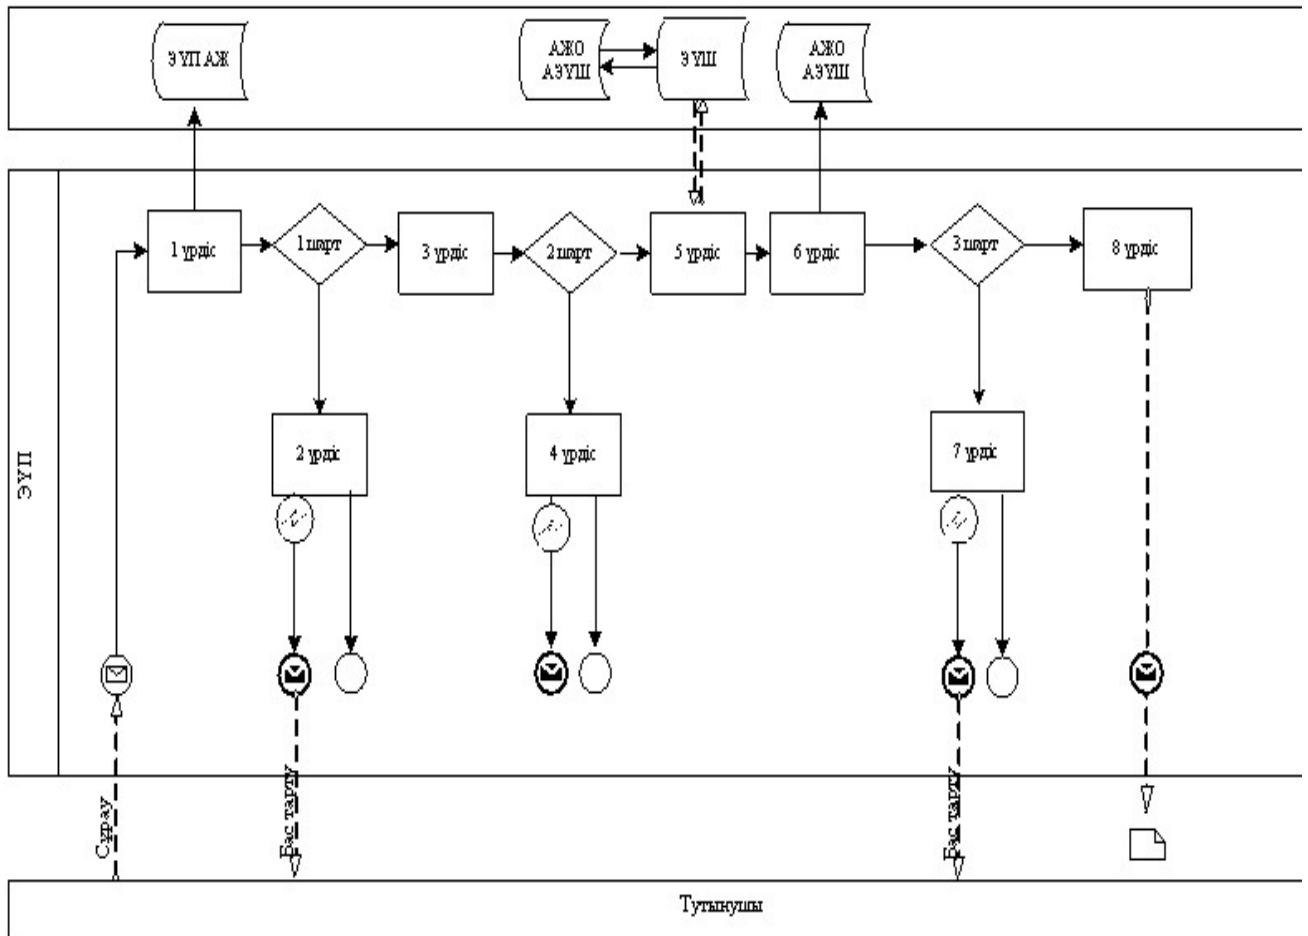 ЭҮП АЖ
АЖО
АЭҮШ
ЭҮШ
АЖО
АЭҮШ
1 үрдіс
1 шарт
3 үрдіс
2 шарт
5 үрдіс
6 үрдіс
3 шарт
8 үрдіс
2 үрдіс
4 үрдіс
7 үрдіс
ЭҮП
Сұрау
Бас тарту
Бас тарту
Тутынушы